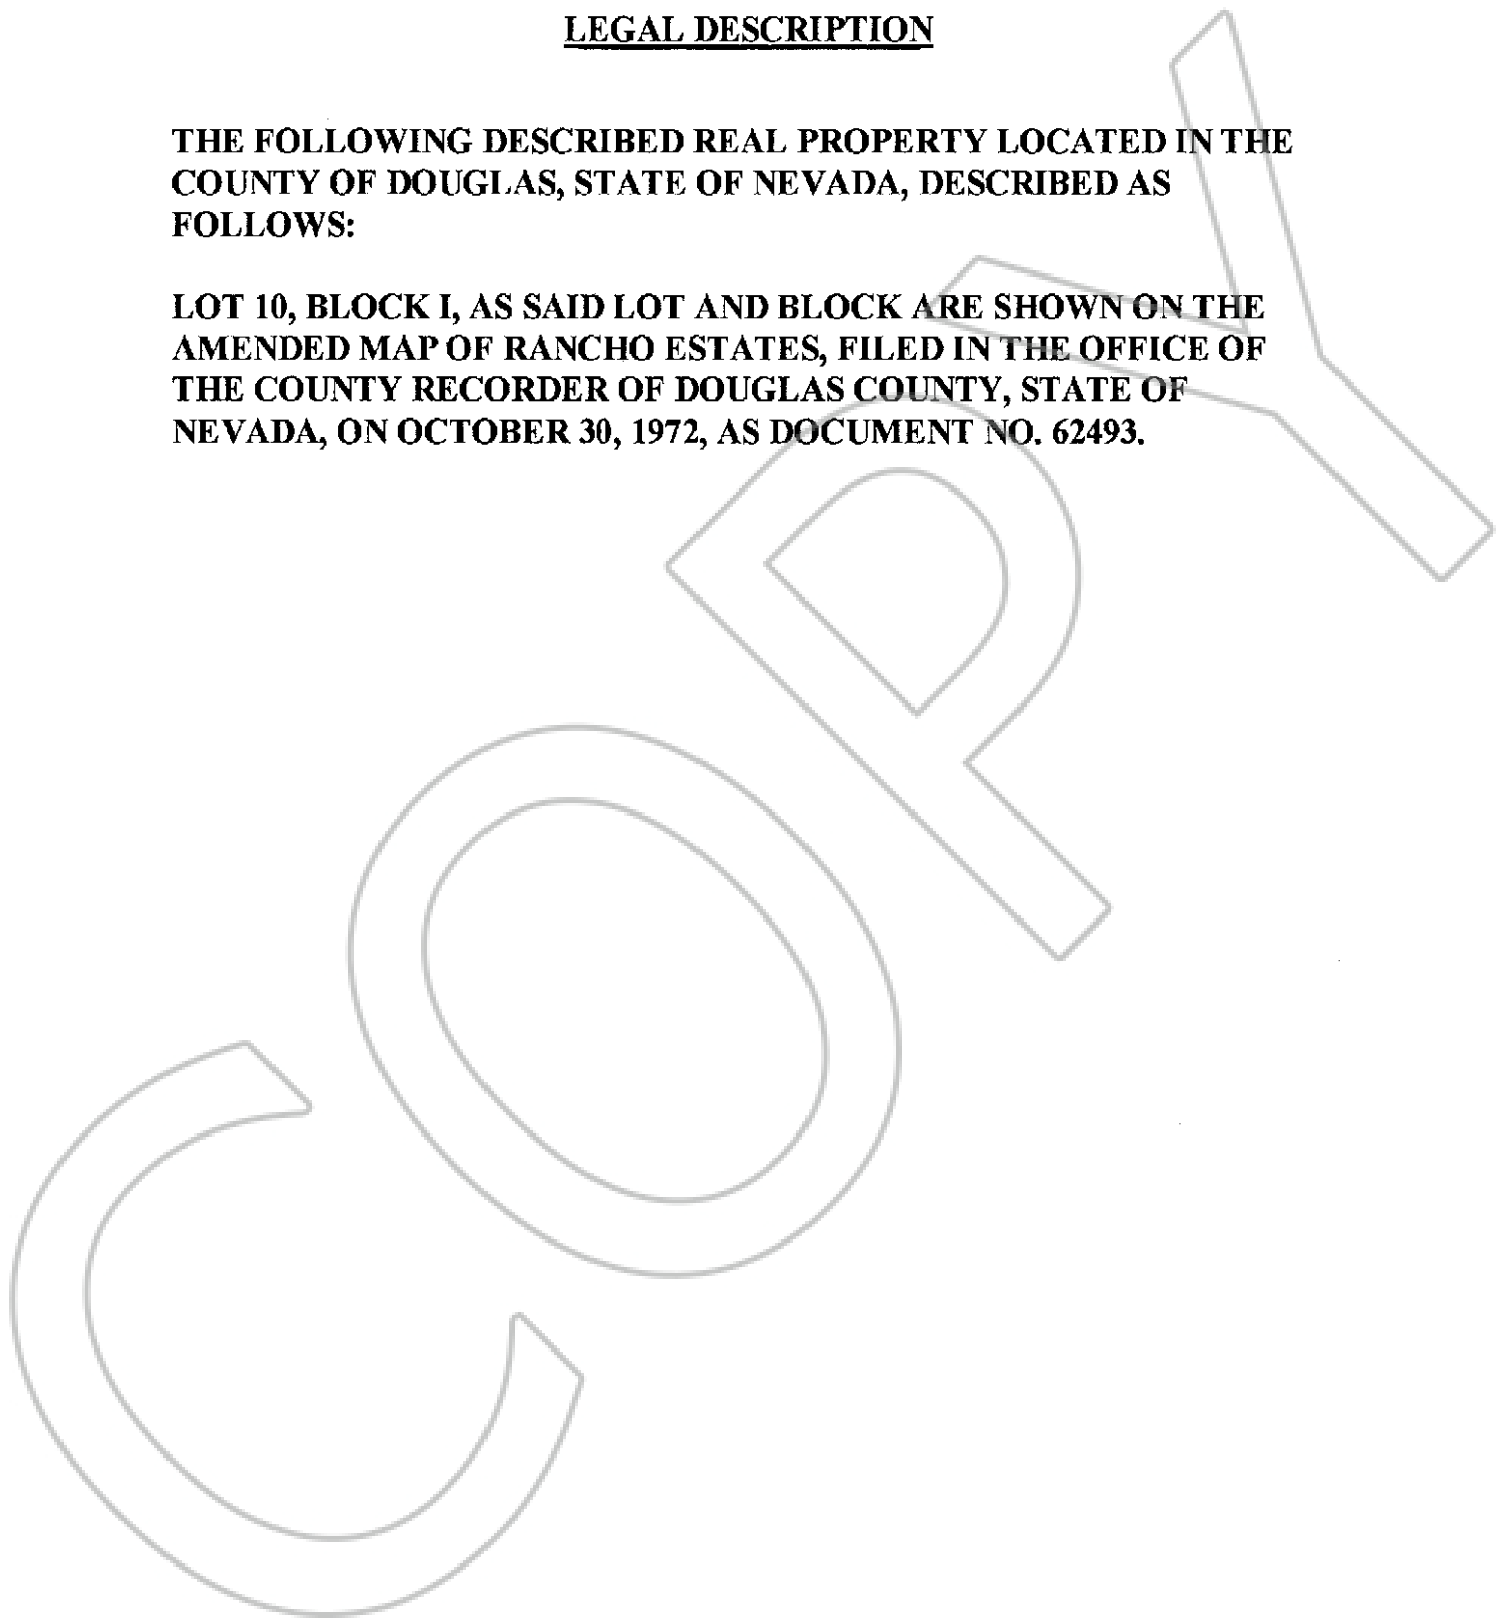 LEGAL DESCRIPTION
THE FOLLOWING DESCRIBED REAL PROPERTY LOCATED IN THE
COUNTY OF DOUGLAS, STATE OF NEVADA, DESCRIBED AS
FOLLOWS:
LOT 10, BLOCK I, AS SAID LOT AND BLOCK ARE SHOWN ON THE
AMENDED MAP OF RANCHO ESTATES, FILED IN THE OFFICE OF
THE COUNTY RECORDER OF DOUGLAS COUNTY, STATE OF
NEVADA, ON OCTOBER 30, 1972, AS DOCUMENT NO. 62493.
COPY